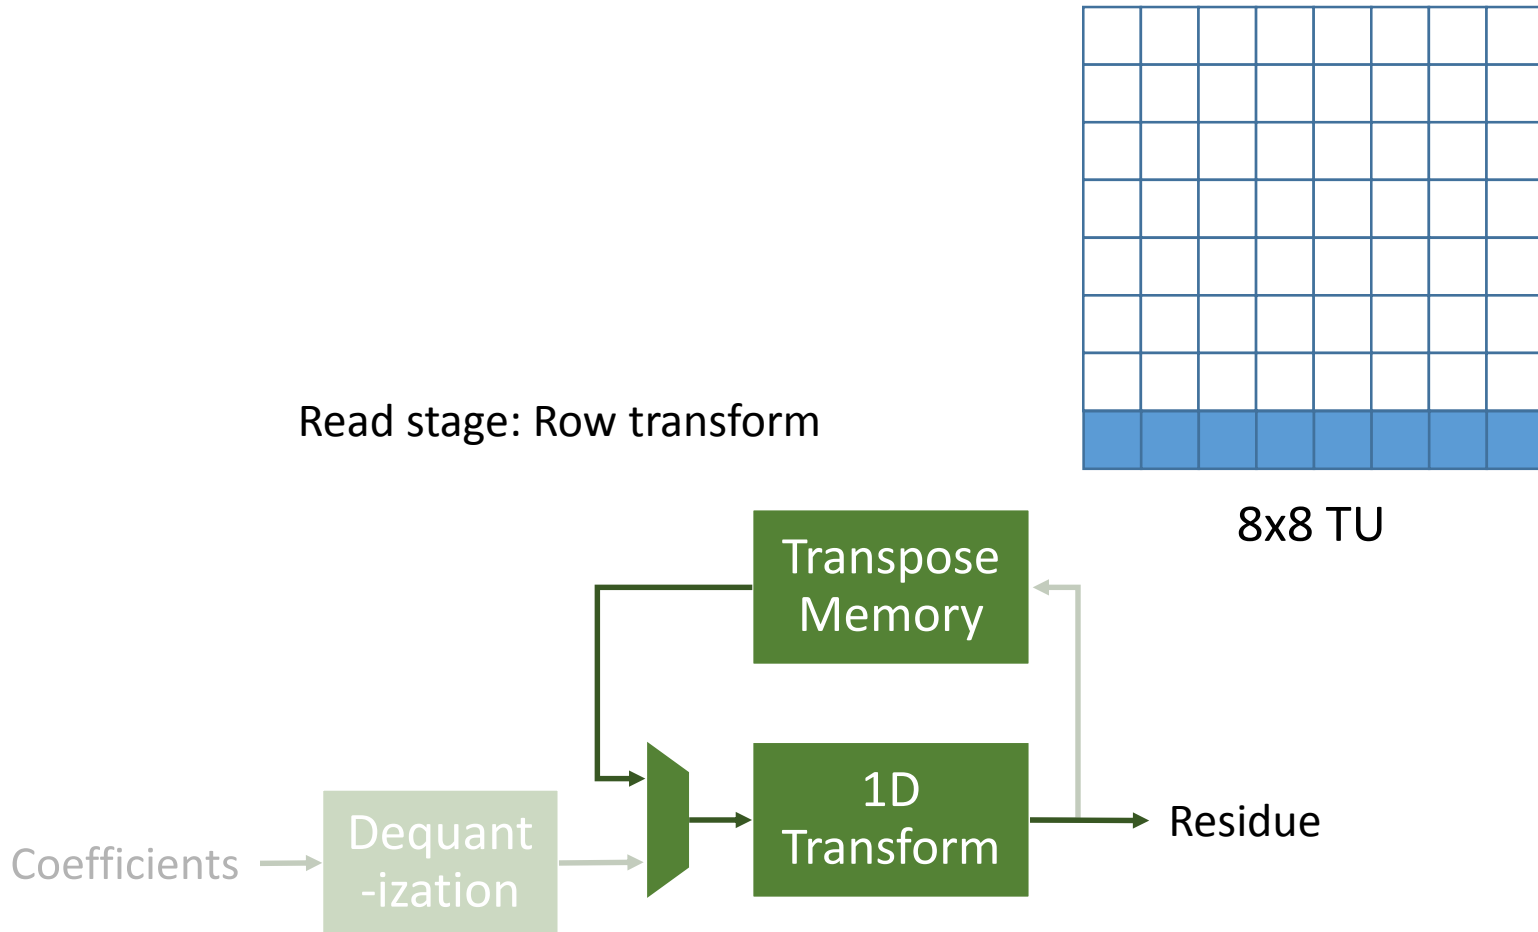 Read stage: Row transform
8x8 TU
Transpose
Memory
1D
Transform
Residue
Coefficients
Dequant
-ization